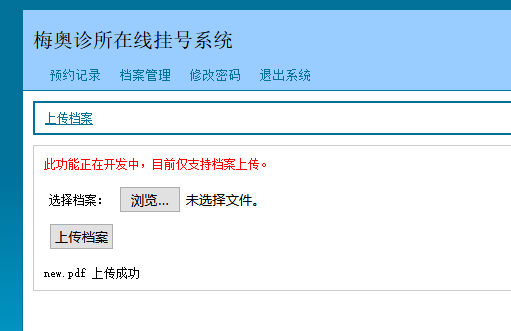 梅奥诊所在线挂号系统
预约记录 档案管理 修改密码 退出系统
上传档案
此功能正在开发中，目前仅支持档案上传。
选择档案： 浏览... 未选择文件。
上传档案
new.pdf 上传成功